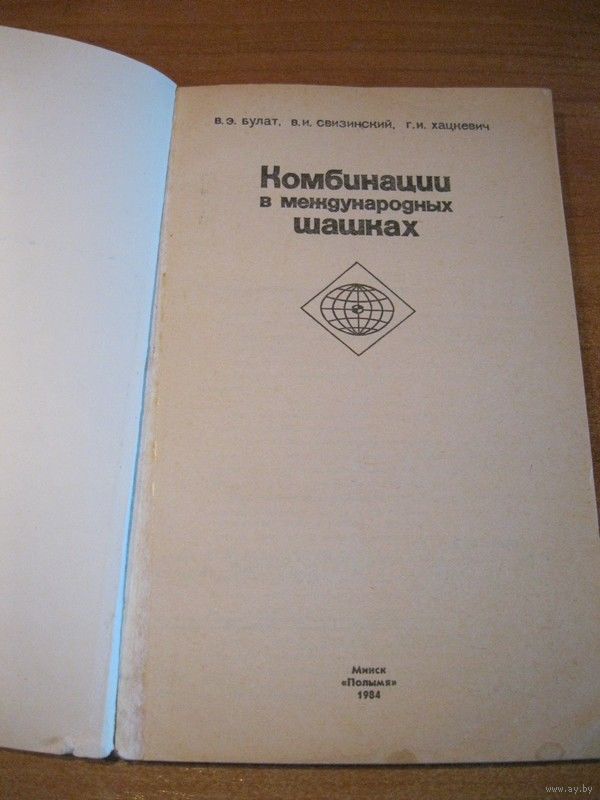 В.Э. БУЛАТ, В.И. СВИЗИНСКИЙ, Г.И. ХАЦКЕВИЧ
Комбинации
в международных
шашках
Минск
«Полымя»
1984
www.ay.by